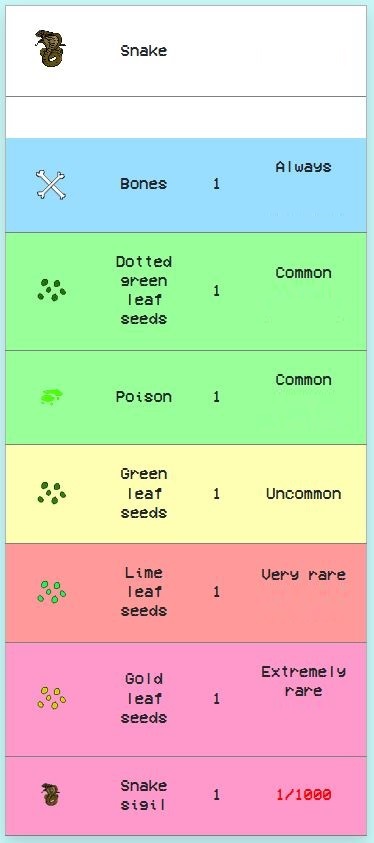 Snake
Bones 1 Always
Dotted
green
leaf
seeds
1
Common
Poison 1 Common
Green
leaf
seeds
1
Uncommon
Lime
leaf
seeds
1
Very rare
Gold
leaf
seeds
1
Extremely
rare
Snake
sigil
1
1/1000